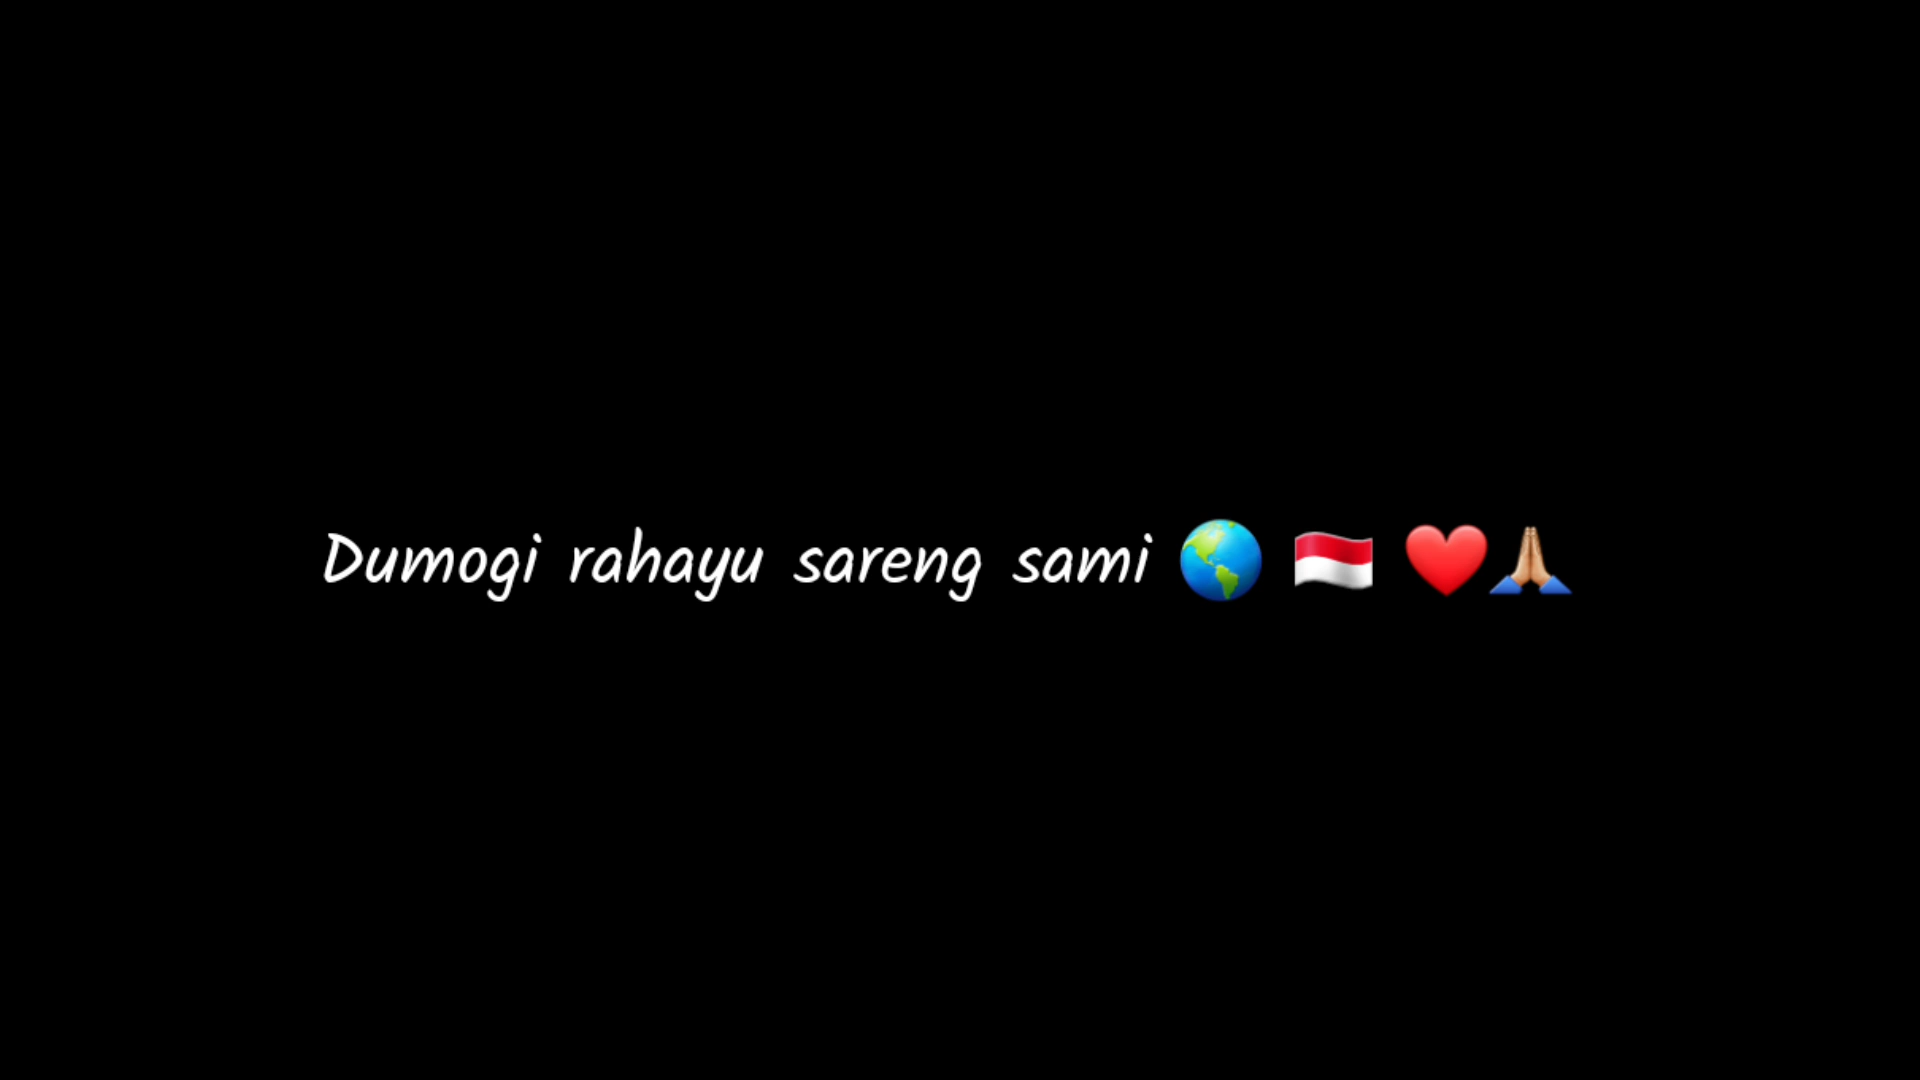 Dumogi rahayu sareng sami 🌎 🇮🇩 ❤️🙏🏼